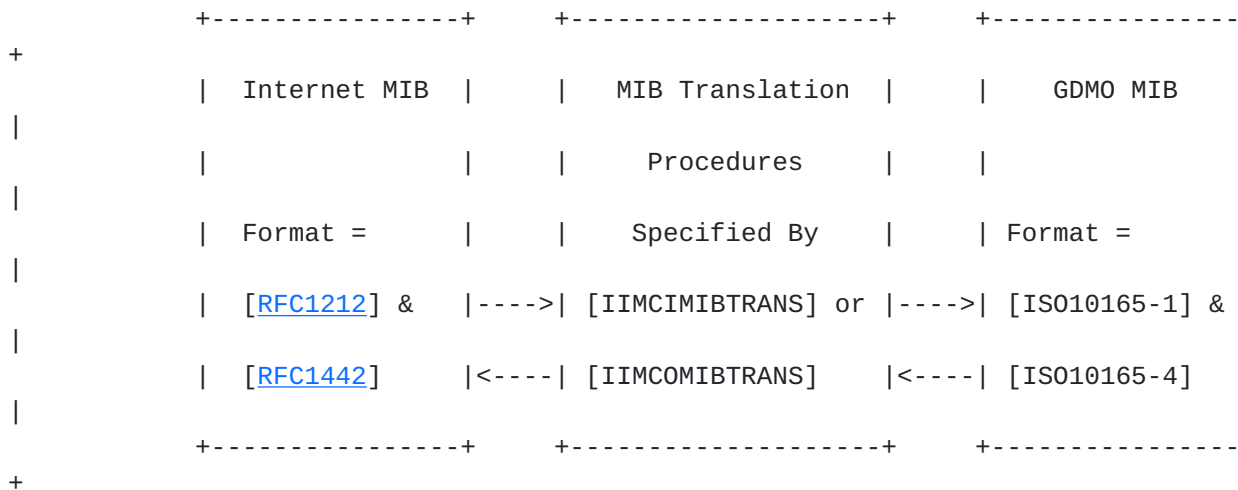 +----------------+     +--------------------+     +----------------
+
|  Internet MIB  |     |   MIB Translation  |     |    GDMO MIB
|
|                |     |     Procedures     |     |
|
|  Format =      |     |    Specified By    |     | Format =
|
|  [RFC1212] &   |---->| [IIMCIMIBTRANS] or |---->| [ISO10165-1] &
|
|  [RFC1442]     |<----| [IIMCOMIBTRANS]    |<----| [ISO10165-4]
|
+----------------+     +--------------------+     +----------------
+